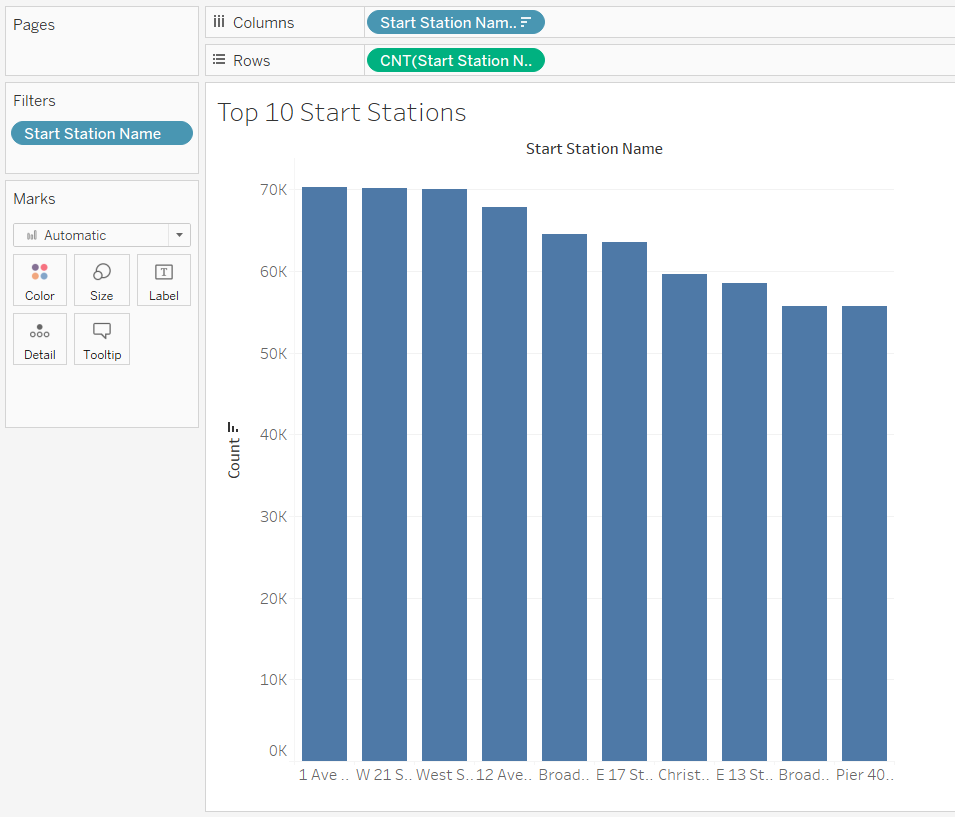 Pages
Columns
Start Station Nam..
Rows
CNT(Start Station N..
Filters
Start Station Name
Marks
Automatic
Color
Size
Label
Detail
Tooltip
Top 10 Start Stations
Start Station Name
70K
60K
50K
40K
30K
20K
10K
0K
Count
1 Ave .. W 21 S.. West S.. 12 Ave.. Broad.. E 17 St.. Christ.. E 13 St.. Broad.. Pier 40..